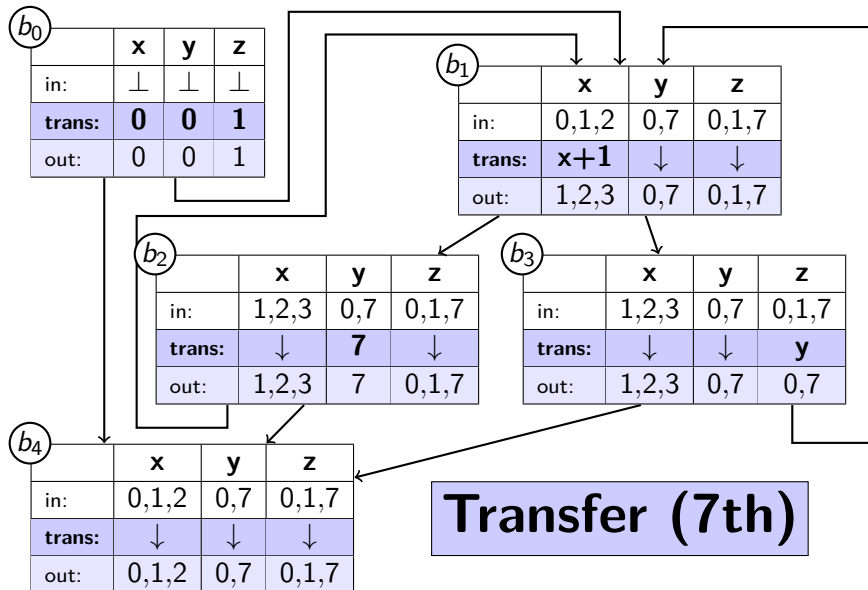 b0
x y z
in: ⊥ ⊥ ⊥
trans: 0 0 1
out: 0 0 1
b1
x y z
in: 0,1,2 0,7 0,1,7
trans: x+1 ↓ ↓
out: 1,2,3 0,7 0,1,7
b2
x y z
in: 1,2,3 0,7 0,1,7
trans: ↓ 7 ↓
out: 1,2,3 7 0,1,7
b3
x y z
in: 1,2,3 0,7 0,1,7
trans: ↓ ↓ y
out: 1,2,3 0,7 0,7
b4
x y z
in: 0,1,2 0,7 0,1,7
trans: ↓ ↓ ↓
out: 0,1,2 0,7 0,1,7
Transfer (7th)